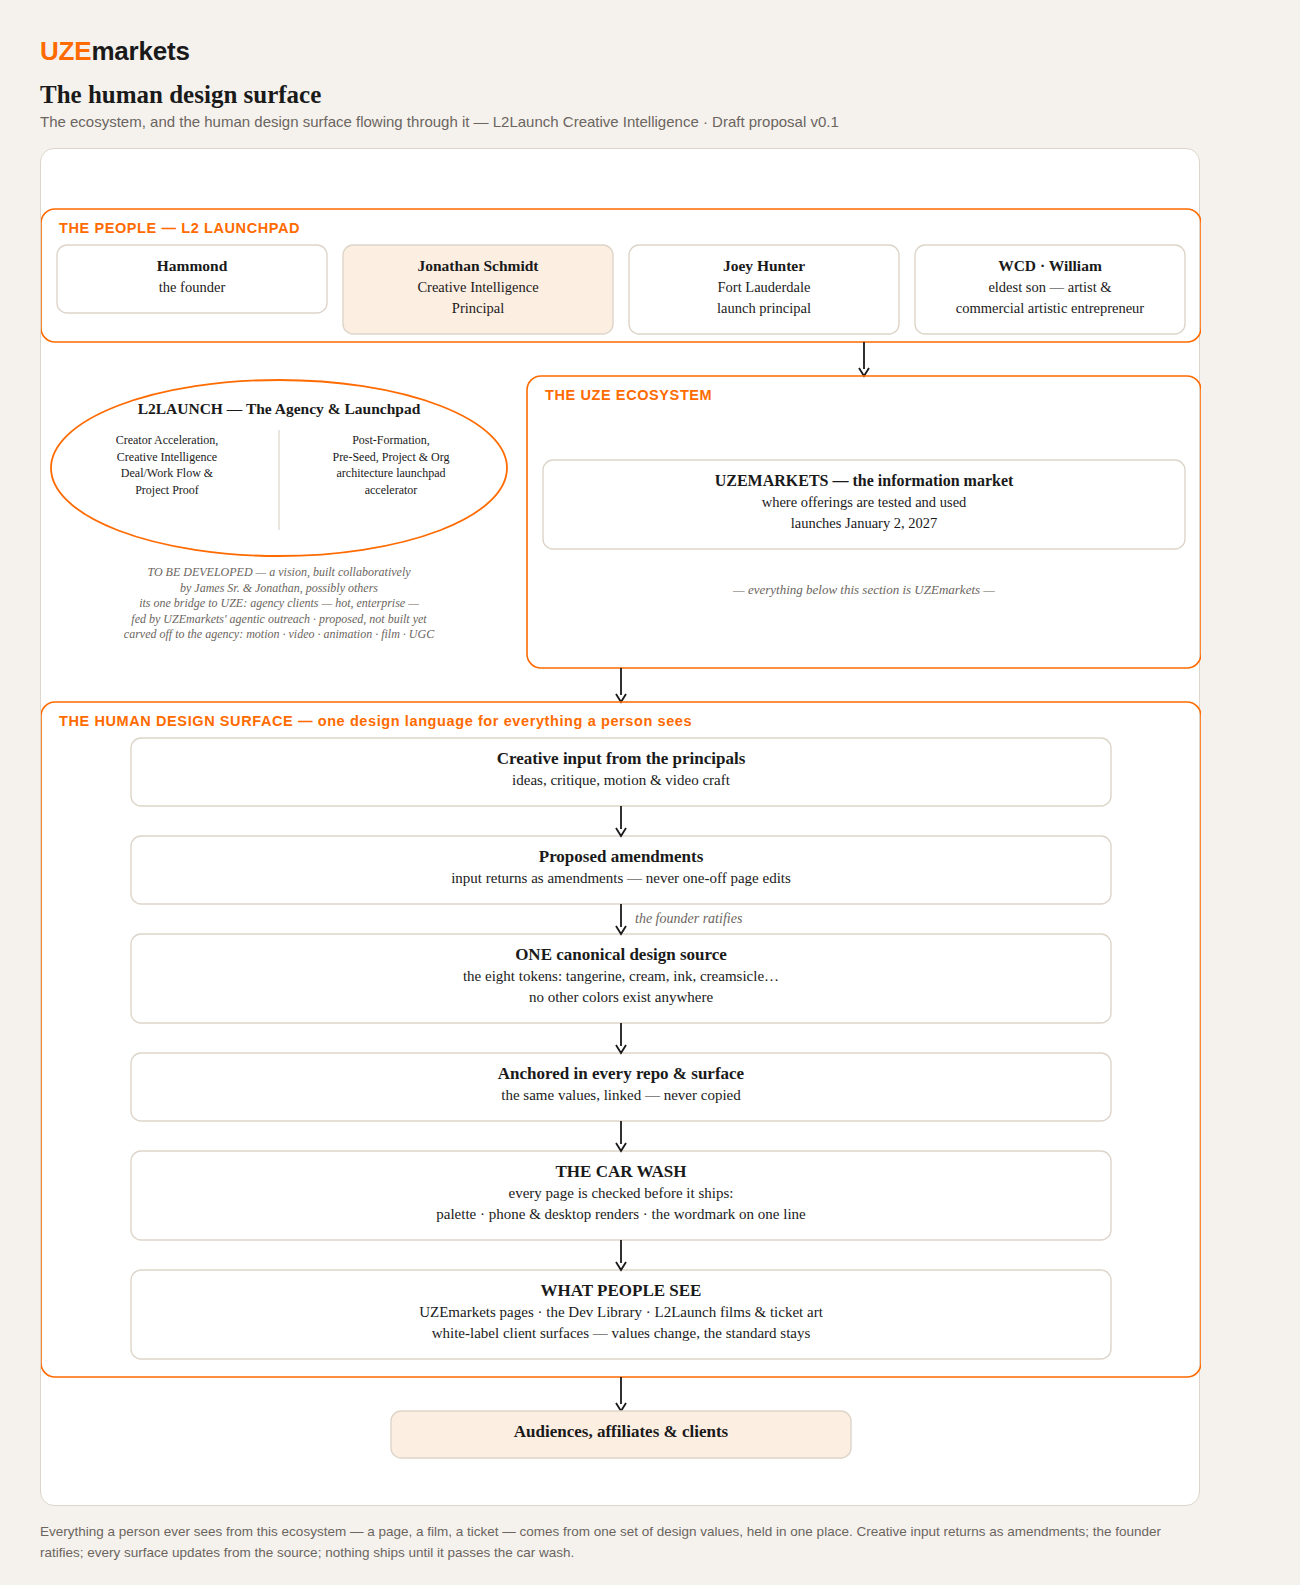 UZEmarkets
The human design surface
The ecosystem, and the human design surface flowing through it — L2Launch Creative Intelligence · Draft proposal v0.1
THE PEOPLE — L2 LAUNCHPAD
Hammond
the founder
Jonathan Schmidt
Creative Intelligence
Principal
Joey Hunter
Fort Lauderdale
launch principal
WCD · William
eldest son — artist &
commercial artistic entrepreneur
L2LAUNCH — The Agency & Launchpad
Creator Acceleration,
Creative Intelligence
Deal/Work Flow &
Project Proof
Post-Formation,
Pre-Seed, Project & Org
architecture launchpad
accelerator
TO BE DEVELOPED — a vision, built collaboratively
by James Sr. & Jonathan, possibly others
its one bridge to UZE: agency clients — hot, enterprise —
fed by UZEmarkets' agentic outreach · proposed, not built yet
carved off to the agency: motion · video · animation · film · UGC
THE UZE ECOSYSTEM
UZEMARKETS — the information market
where offerings are tested and used
launches January 2, 2027
— everything below this section is UZEmarkets —
THE HUMAN DESIGN SURFACE — one design language for everything a person sees
Creative input from the principals
ideas, critique, motion & video craft
Proposed amendments
input returns as amendments — never one-off page edits
the founder ratifies
ONE canonical design source
the eight tokens: tangerine, cream, ink, creamsicle…
no other colors exist anywhere
Anchored in every repo & surface
the same values, linked — never copied
THE CAR WASH
every page is checked before it ships:
palette · phone & desktop renders · the wordmark on one line
WHAT PEOPLE SEE
UZEmarkets pages · the Dev Library · L2Launch films & ticket art
white-label client surfaces — values change, the standard stays
Audiences, affiliates & clients
Everything a person ever sees from this ecosystem — a page, a film, a ticket — comes from one set of design values, held in one place. Creative input returns as amendments; the founder
ratifies; every surface updates from the source; nothing ships until it passes the car wash.